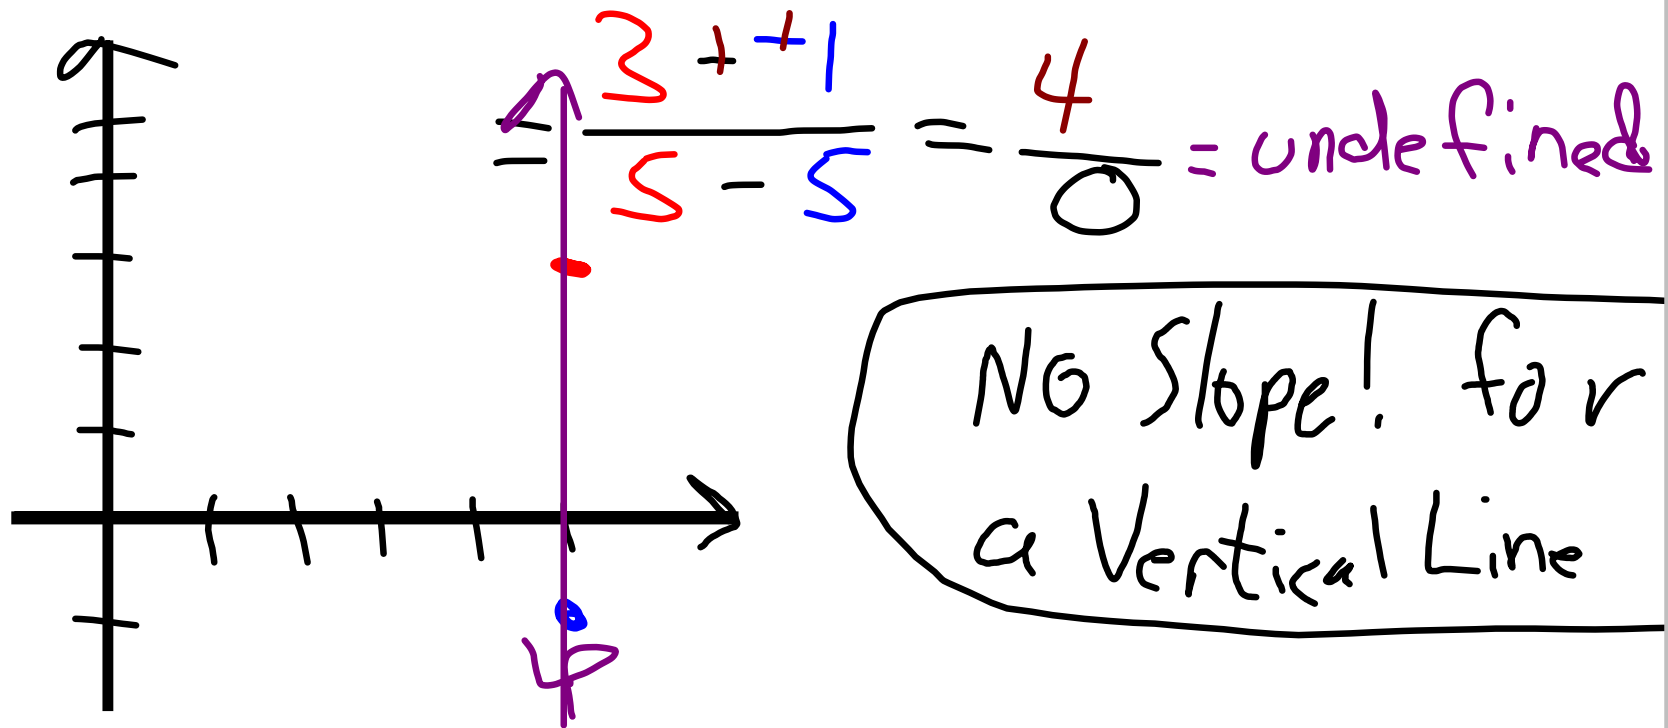 = 3 + +1 / 5 - 5 = 4 / 0 = undefined
No Slope! for
a Vertical Line